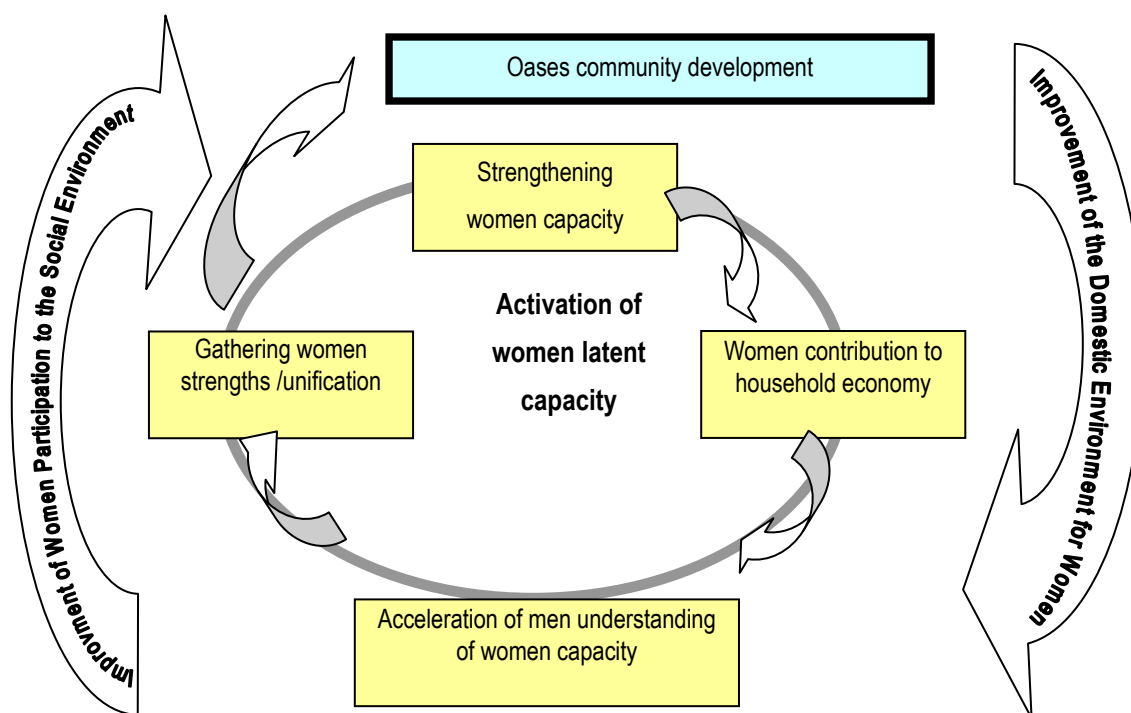 Oases community development
Strengthening
women capacity
Activation of
women latent
capacity
Gathering women
strengths /unification
Women contribution to
household economy
Acceleration of men understanding
of women capacity
Improvment of Women Participation to the Social Environment
Improvement of the Domestic Environment for Women